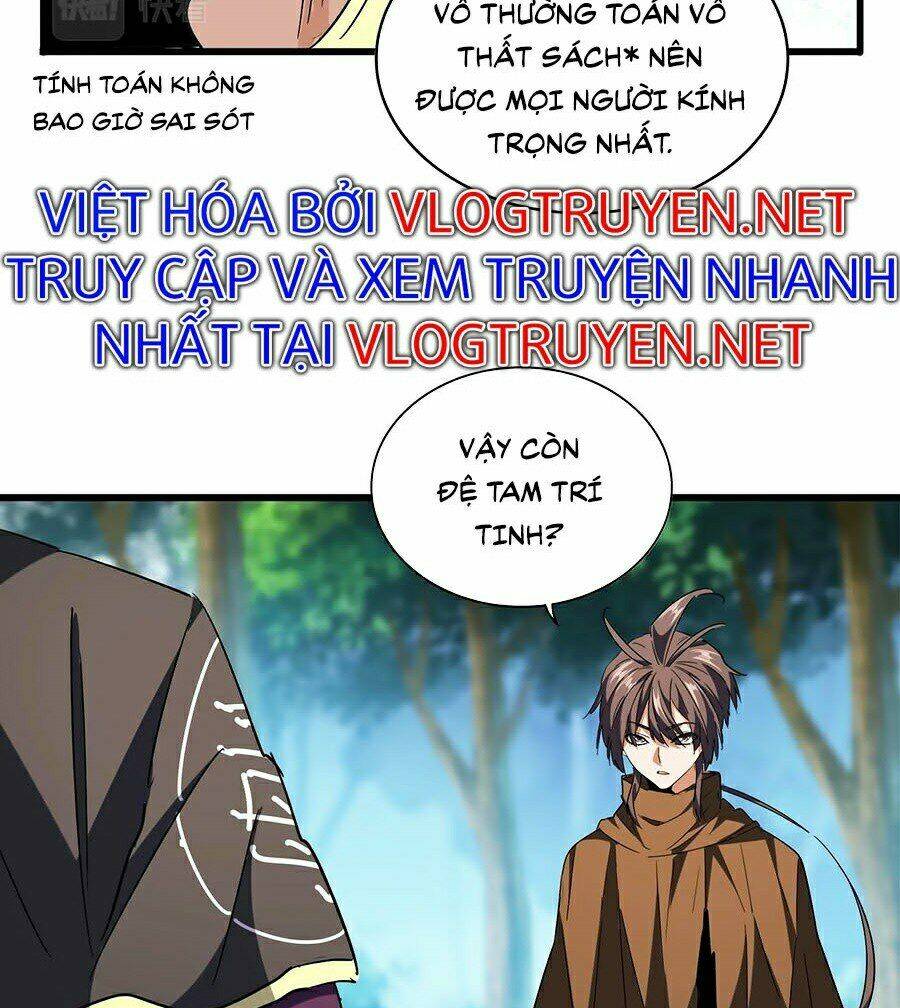 快看
TÍNH TOÁN KHÔNG
BAO GIỜ SAI SÓT
VÔ THƯỜNG TOÁN VÔ
THẤT SÁCH* NÊN
ĐƯỢC MỌI NGƯỜI KÍNH
TRỌNG NHẤT.
VIỆT HÓA BỞI VLOGTRUYEN.NET
TRUY CẬP VÀ XEM TRUYỆN NHANH
NHẤT TẠI VLOGTRUYEN.NET
VẬY CÒN
ĐỆ TAM TRÍ
TINH?